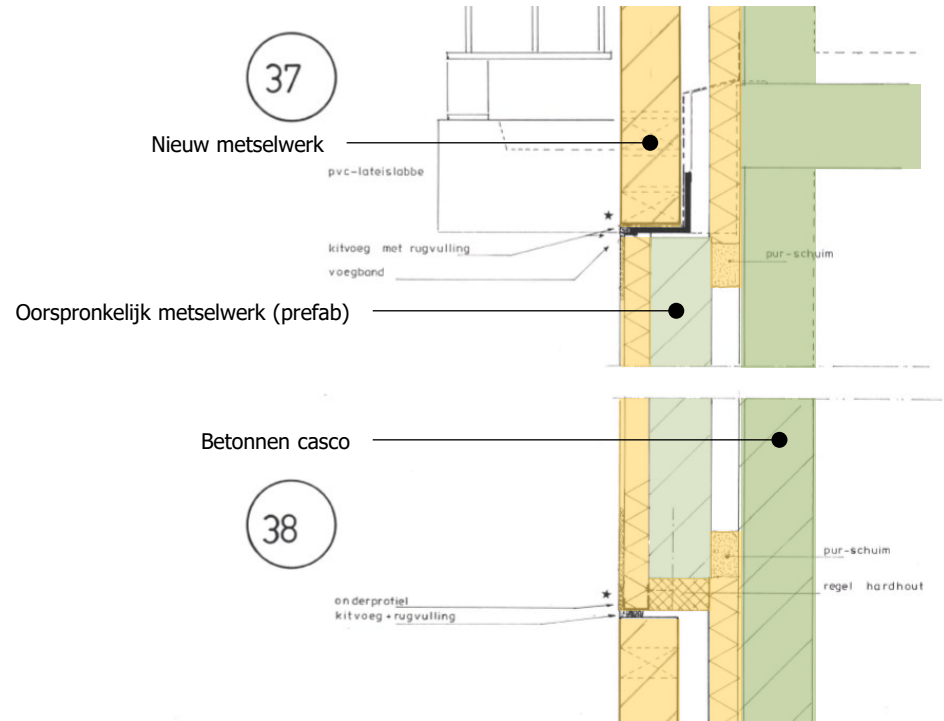 37
Nieuw metselwerk
pvc-lateislabbe
kitvoeg met rugvulling
voegband
pur-schuim
Oorspronkelijk metselwerk (prefab)
Betonnen casco
38
pur-schuim
regel hardhout
onderprofiel
kitvoeg+rugvulling